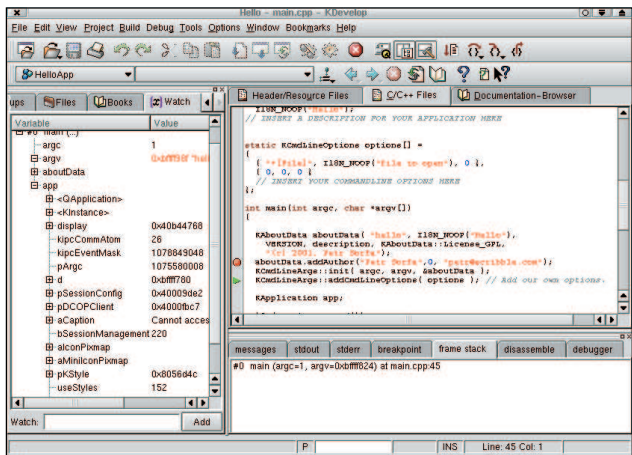 Hello - main.cpp - KDevelop
File Edit View Project Build Debug Tools Options Window Bookmarks Help
HelloApp
ups Files Books Watch
Header/Resource Files C/C++ Files Documentation-Browser
Variable Value
#0 main (...)
argc 1
argv 0xbffff98f "hell
aboutData
app
<QApplication>
<KInstance>
display 0x40b44768
kipcCommAtom 26
kipcEventMask 1078849048
pArgc 1075580008
d 0xbffff780
pSessionConfig 0x40009de2
pDCOPClient 0x4000fbc7
aCaption Cannot acces
bSessionManagement 220
aIconPixmap
aMiniIconPixmap
pKStyle 0x8056d4c
useStyles 152
Watch: Add
I18N_NOOP("Hello");
// INSERT A DESCRIPTION FOR YOUR APPLICATION HERE
static KCmdLineOptions options[] =
{
{ "+[File]", I18N_NOOP("file to open"), 0 },
{ 0, 0, 0 }
// INSERT YOUR COMMANDLINE OPTIONS HERE
};
int main(int argc, char *argv[])
{
KAboutData aboutData( "hello", I18N_NOOP("Hello"),
VERSION, description, KAboutData::License_GPL,
"(c) 2001, Petr Dorfa");
aboutData.addAuthor("Petr Dorfa",0, "petr@scribble.com");
KCmdLineArgs::init( argc, argv, &aboutData );
KCmdLineArgs::addCmdLineOptions( options ); // Add our own options.
KApplication app;
messages stdout stderr breakpoint frame stack disassemble debugger
#0 main (argc=1, argv=0xbffff824) at main.cpp:45
P INS Line: 45 Col: 1